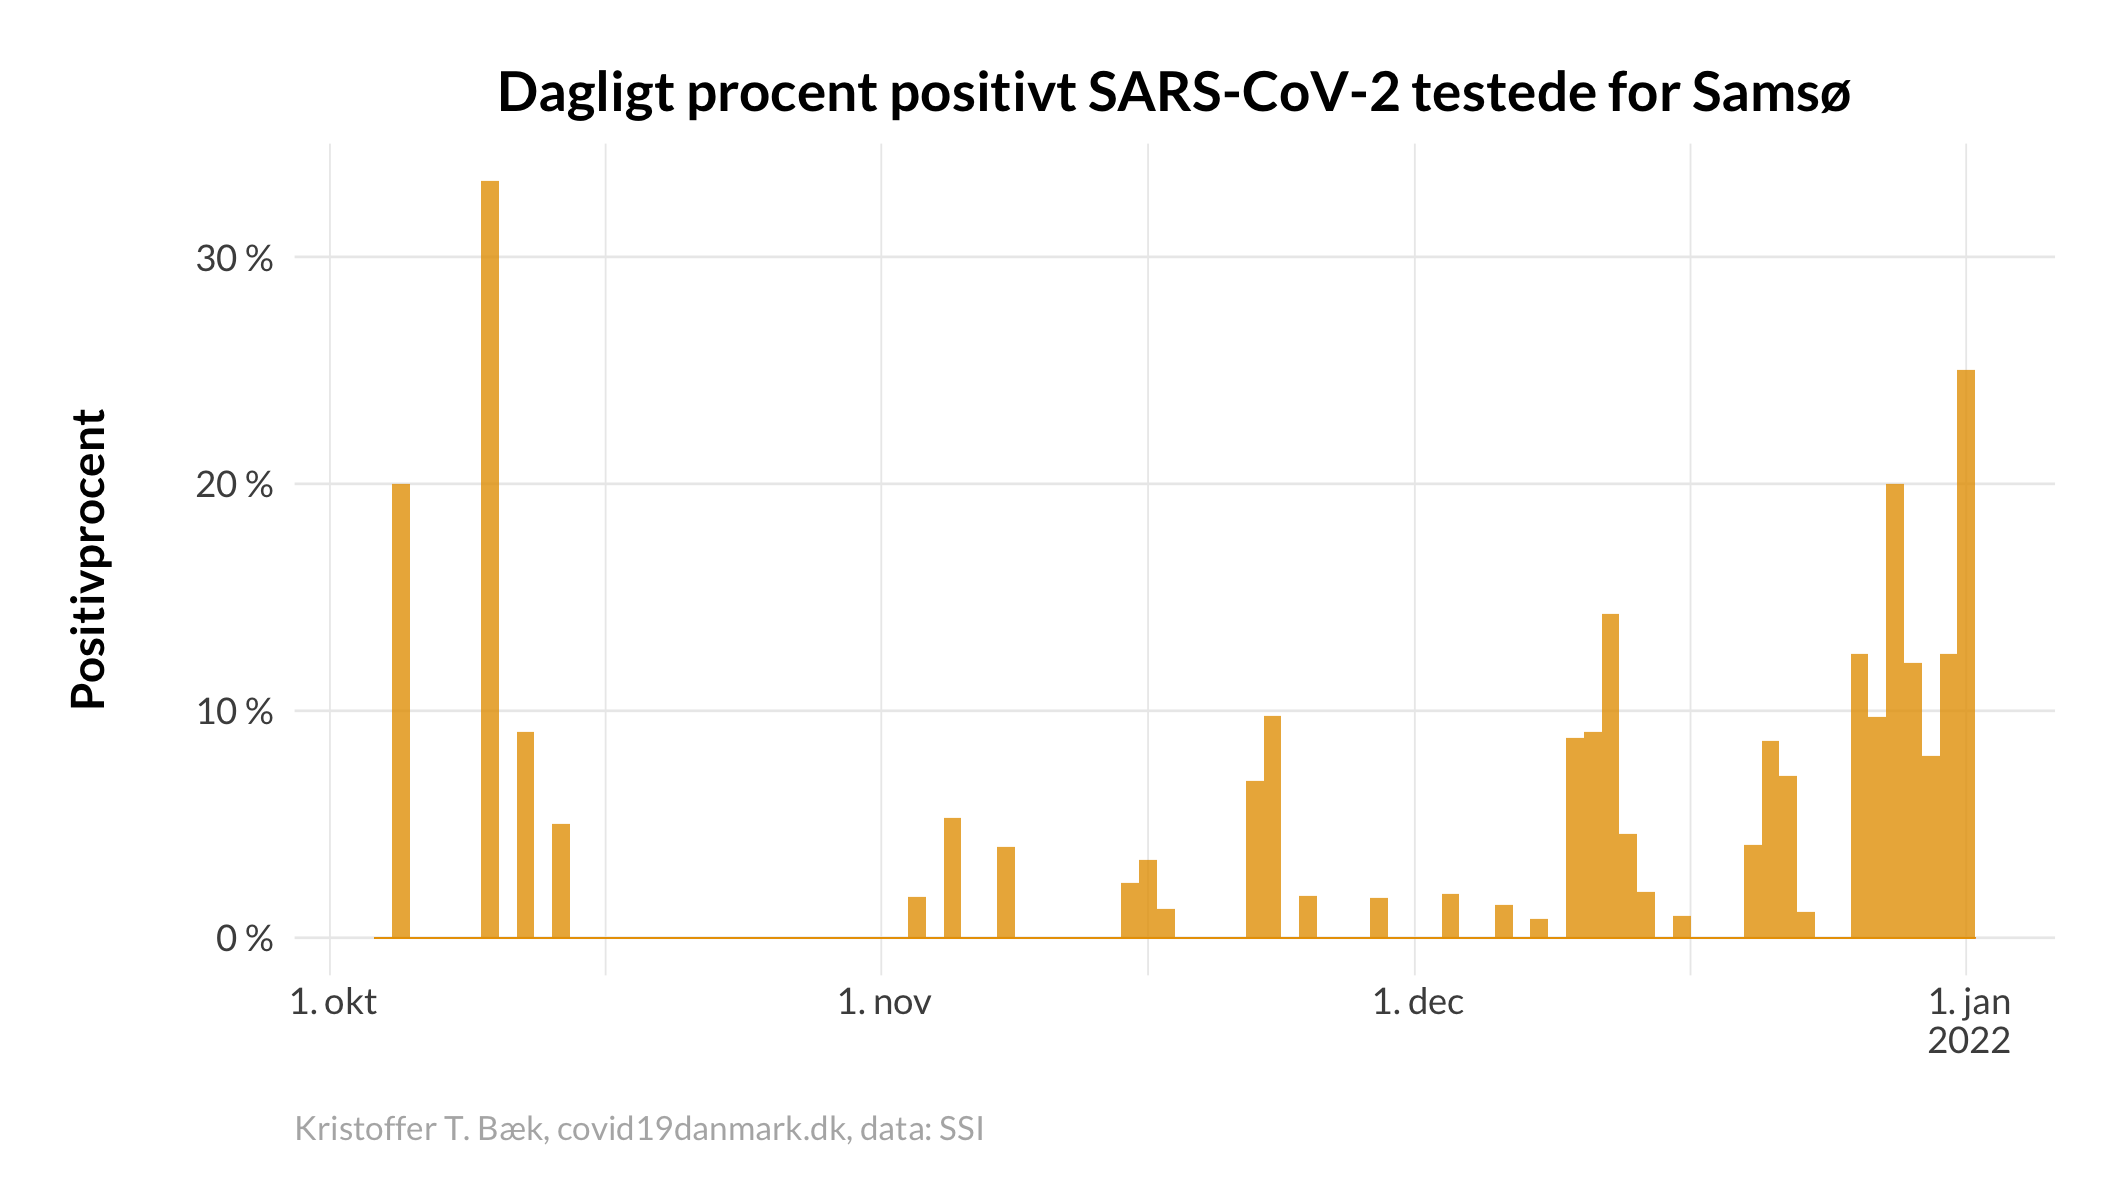 Dagligt procent positivt SARS-CoV-2 testede for Samsø
Positivprocent
30 %
20 %
10 %
0 %
1. okt
1. nov
1. dec
1. jan
2022
Kristoffer T. Bæk, covid19danmark.dk, data: SSI